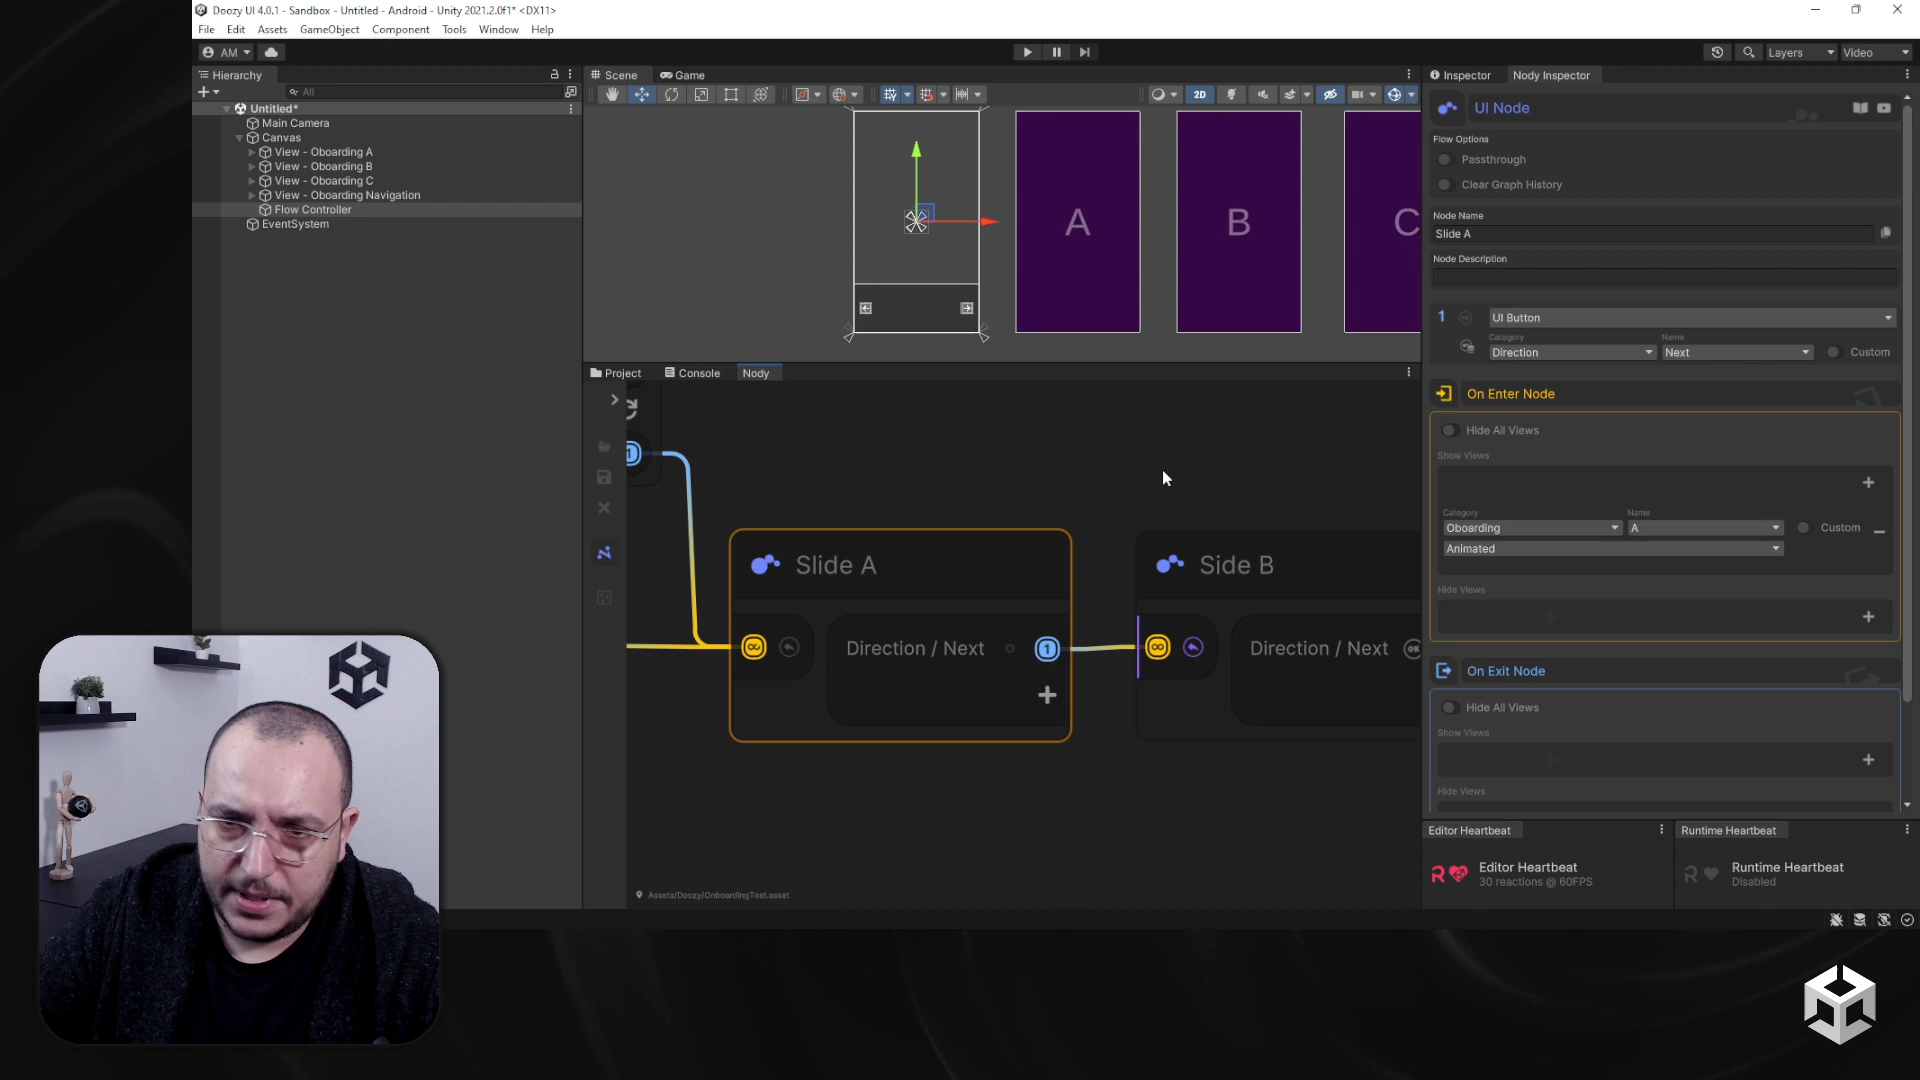 Doozy UI 4.0.1 - Sandbox - Untitled - Android - Unity 2021.2.0f1* <DX11>
File Edit Assets GameObject Component Tools Window Help
AM
Layers
Video
Hierarchy
All
Untitled*
Main Camera
Canvas
View - Oboarding A
View - Oboarding B
View - Oboarding C
View - Oboarding Navigation
Flow Controller
EventSystem
Scene
Game
2D
A
B
C
Project
Console
Nody
Slide A
Direction / Next
1
Side B
Direction / Next
Assets/Doozy/OnboardingTest.asset
Inspector
Node Inspector
UI Node
Flow Options
Passthrough
Clear Graph History
Node Name
Slide A
Node Description
1
UI Button
Category
Name
Direction
Next
Custom
On Enter Node
Hide All Views
Show Views
Category
Name
Oboarding
A
Custom
Animated
Hide Views
On Exit Node
Hide All Views
Show Views
Hide Views
Editor Heartbeat
Editor Heartbeat
30 reactions @ 60FPS
Runtime Heartbeat
Runtime Heartbeat
Disabled